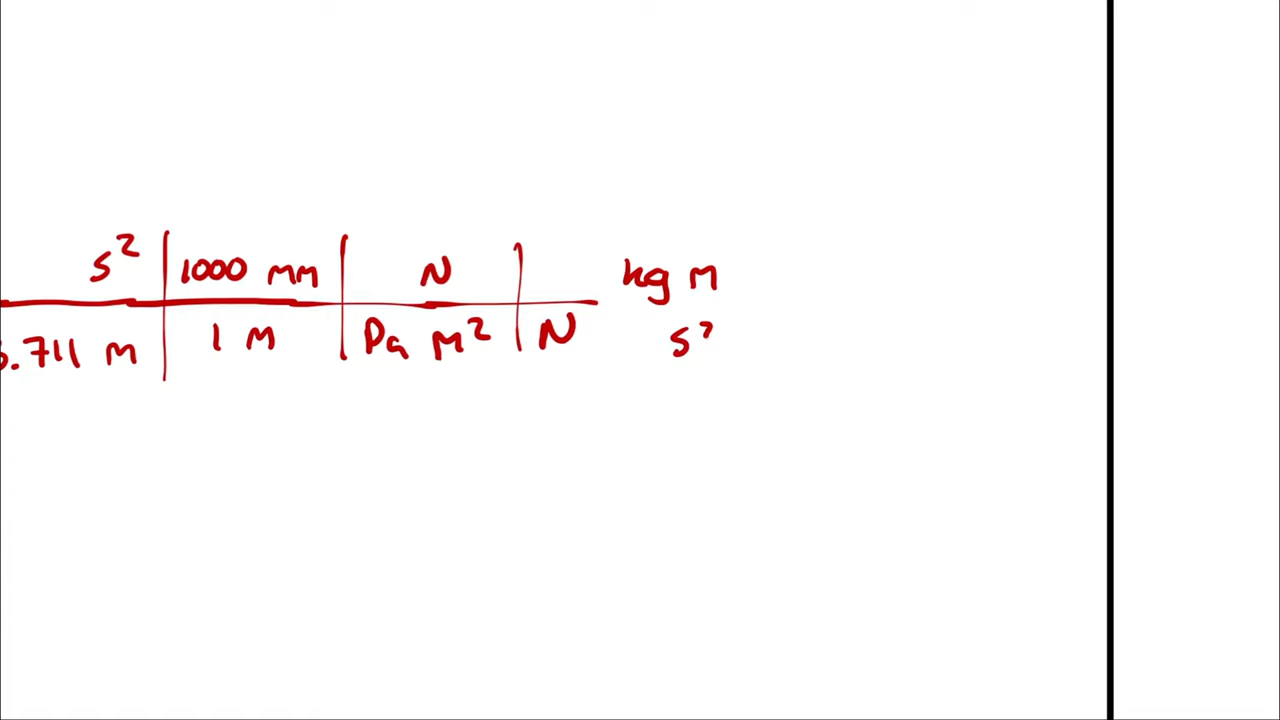 s² | 1000 mm | N | kg m
.711 m | 1 m | Pa m² | N s²